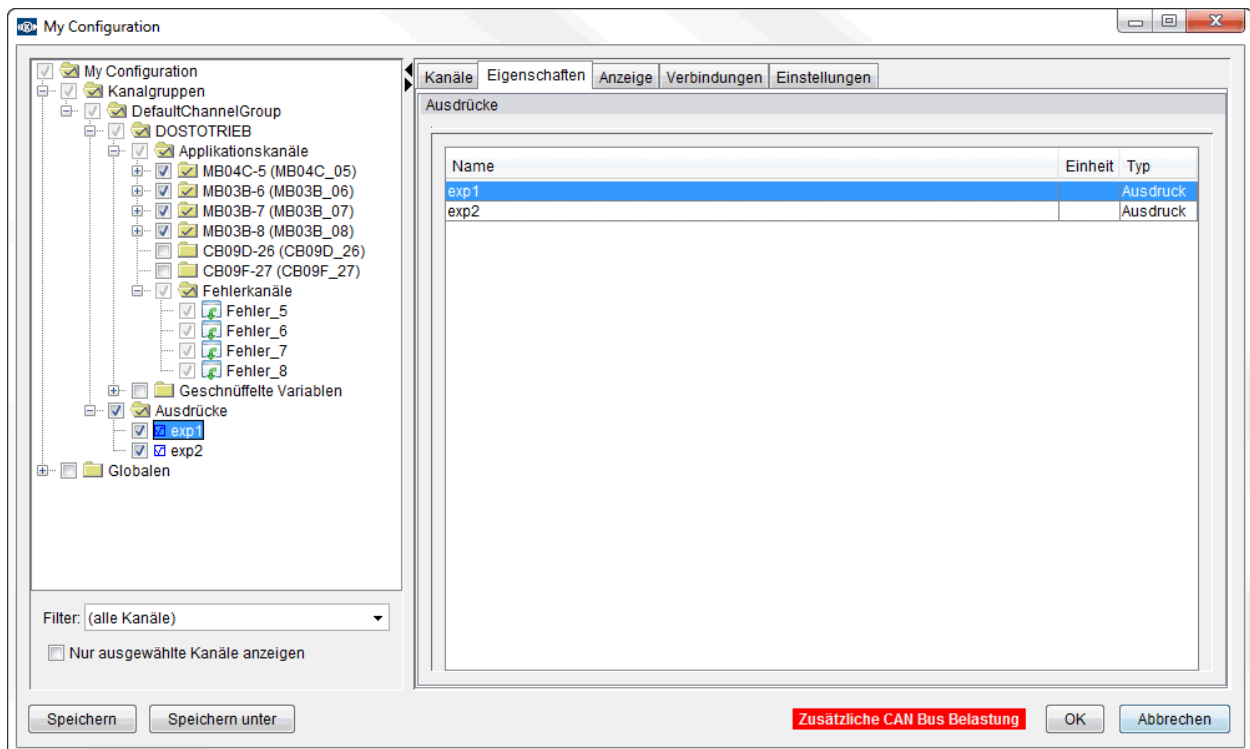 My Configuration
My Configuration
Kanalgruppen
DefaultChannelGroup
DOSTOTRIEB
Applikationskanäle
MB04C-5 (MB04C_05)
MB03B-6 (MB03B_06)
MB03B-7 (MB03B_07)
MB03B-8 (MB03B_08)
CB09D-26 (CB09D_26)
CB09F-27 (CB09F_27)
Fehlerkanäle
Fehler_5
Fehler_6
Fehler_7
Fehler_8
Geschnüffelte Variablen
Ausdrücke
exp1
exp2
Globalen
Filter: (alle Kanäle)
Nur ausgewählte Kanäle anzeigen
Kanäle Eigenschaften Anzeige Verbindungen Einstellungen
Ausdrücke
Name Einheit Typ
exp1 Ausdruck
exp2 Ausdruck
Speichern Speichern unter Zusätzliche CAN Bus Belastung OK Abbrechen